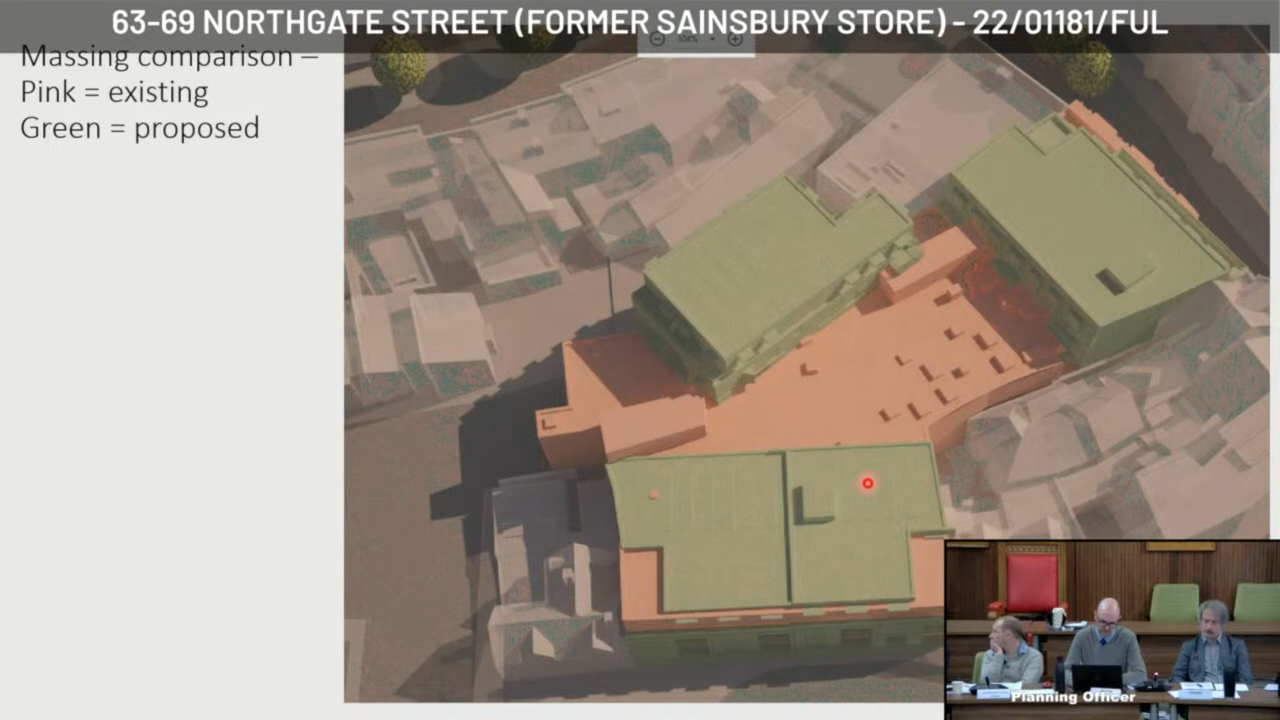 63-69 NORTHGATE STREET (FORMER SAINSBURY STORE) - 22/01181/FUL
Massing comparison –
Pink = existing
Green = proposed
Planning Officer